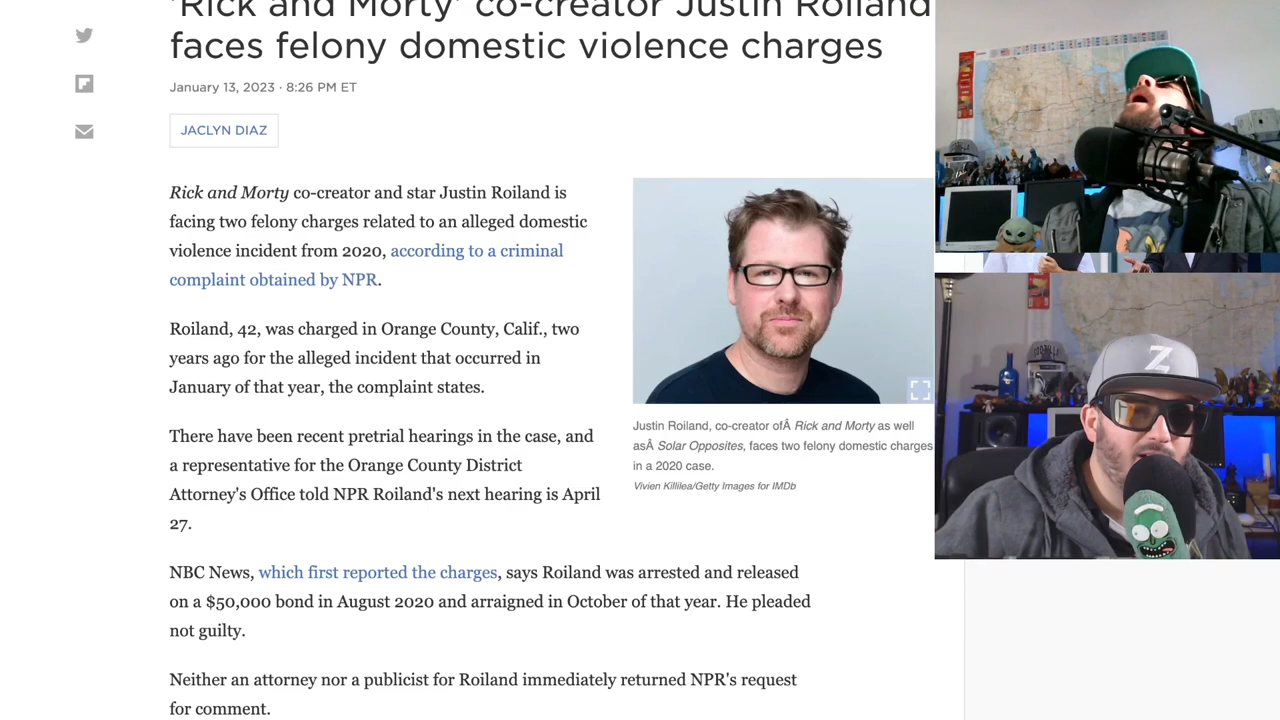 'Rick and Morty' co-creator Justin Roiland
faces felony domestic violence charges
January 13, 2023 · 8:26 PM ET
JACLYN DIAZ
Rick and Morty co-creator and star Justin Roiland is
facing two felony charges related to an alleged domestic
violence incident from 2020, according to a criminal
complaint obtained by NPR.
Roiland, 42, was charged in Orange County, Calif., two
years ago for the alleged incident that occurred in
January of that year, the complaint states.
There have been recent pretrial hearings in the case, and
a representative for the Orange County District
Attorney's Office told NPR Roiland's next hearing is April
27.
Justin Roiland, co-creator ofÂ Rick and Morty as well
asÂ Solar Opposites, faces two felony domestic charges
in a 2020 case.
Vivien Killilea/Getty Images for IMDb
NBC News, which first reported the charges, says Roiland was arrested and released
on a $50,000 bond in August 2020 and arraigned in October of that year. He pleaded
not guilty.
Neither an attorney nor a publicist for Roiland immediately returned NPR's request
for comment.
Z